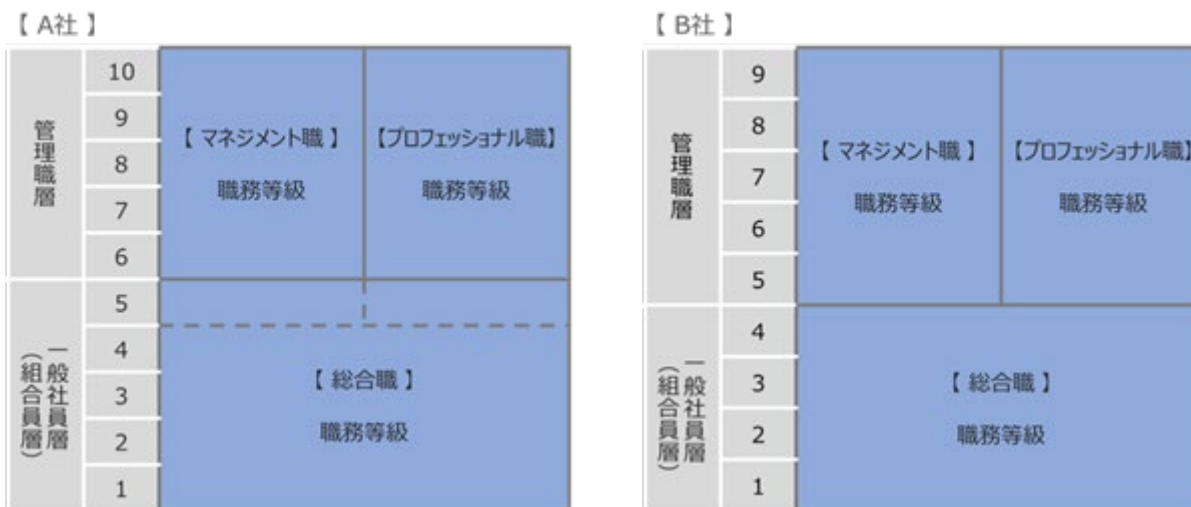 【 A社 】
管理職層
10
9
8
7
6
【 マネジメント職 】
職務等級
【プロフェッショナル職】
職務等級
一般社員層
（組合員層）
5
4
3
2
1
【 総合職 】
職務等級
【 B社 】
管理職層
9
8
7
6
5
【 マネジメント職 】
職務等級
【プロフェッショナル職】
職務等級
一般社員層
（組合員層）
4
3
2
1
【 総合職 】
職務等級